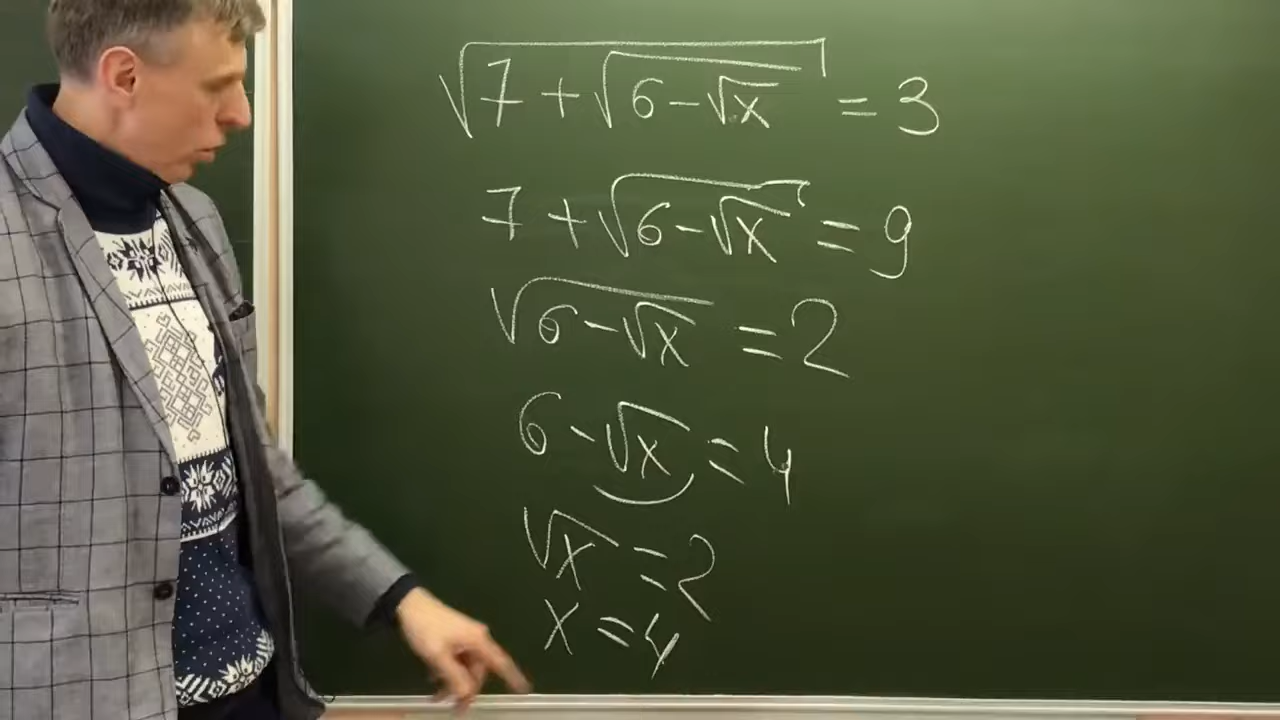 √(7 + √(6 − √x)) = 3
7 + √(6 − √x) = 9
√(6 − √x) = 2
6 − √x = 4
√x = 2
x = 4